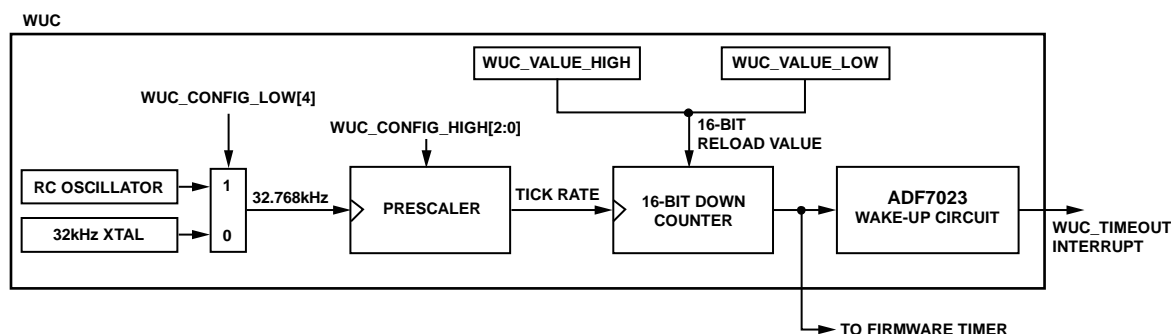 WUC
WUC_VALUE_HIGH
WUC_VALUE_LOW
WUC_CONFIG_LOW[4]
WUC_CONFIG_HIGH[2:0]
16-BIT
RELOAD VALUE
RC OSCILLATOR
1
32.768kHz
PRESCALER
TICK RATE
16-BIT DOWN
COUNTER
ADF7023
WAKE-UP CIRCUIT
32kHz XTAL
0
WUC_TIMEOUT
INTERRUPT
TO FIRMWARE TIMER